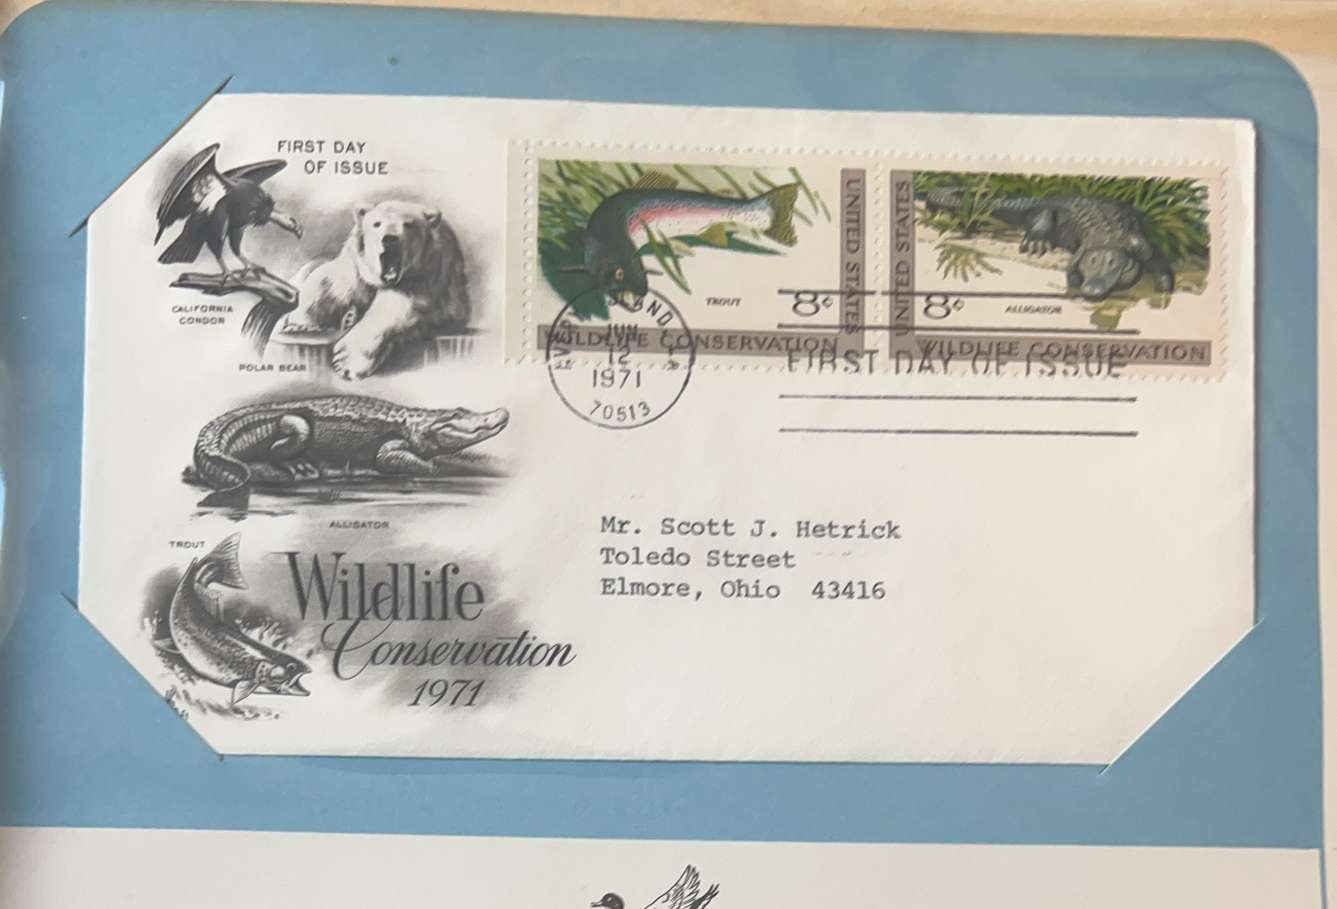 FIRST DAY
OF ISSUE
CALIFORNIA
CONDOR
POLAR BEAR
ALLIGATOR
TROUT
Wildlife
Conservation
1971
UNITED STATES
TROUT
8¢
WILDLIFE CONSERVATION
UNITED STATES
8¢
ALLIGATOR
WILDLIFE CONSERVATION
JUN
12
1971
70513
FIRST DAY OF ISSUE
Mr. Scott J. Hetrick
Toledo Street
Elmore, Ohio 43416